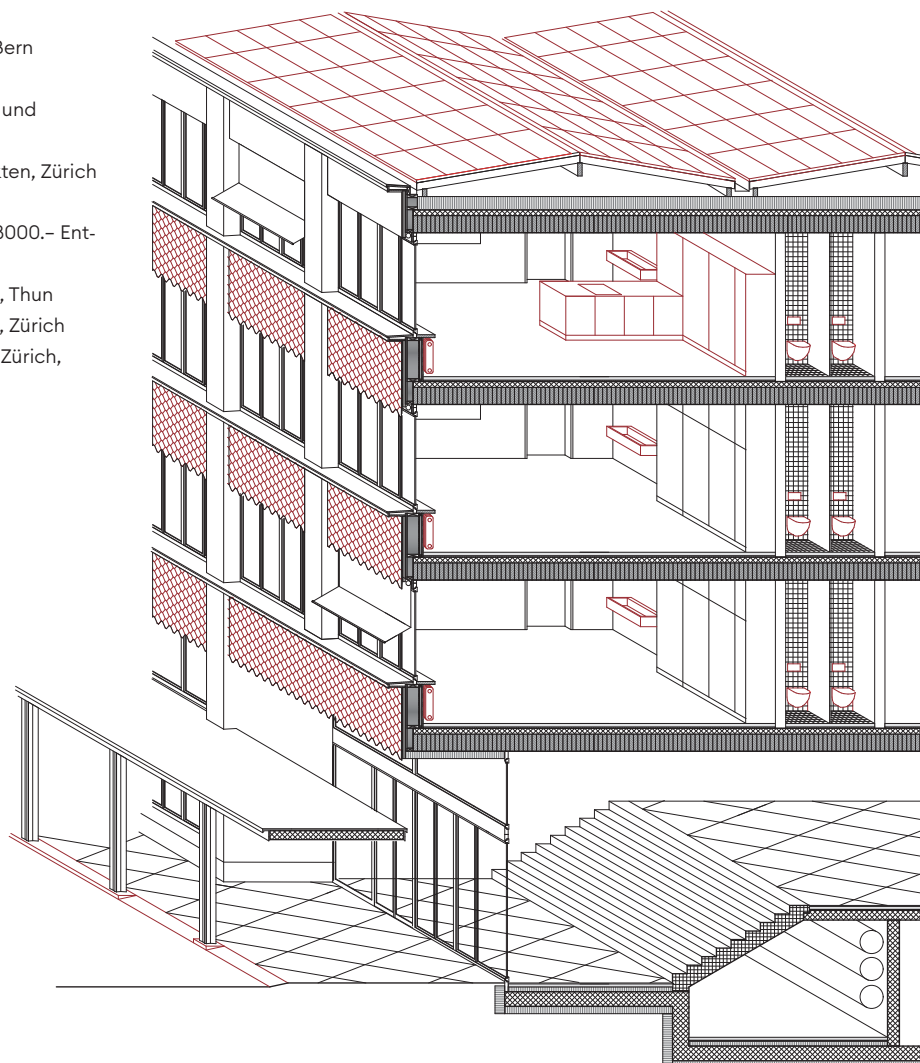 Bern
und
ten, Zürich
3000.– Ent-
, Thun
, Zürich
Zürich,